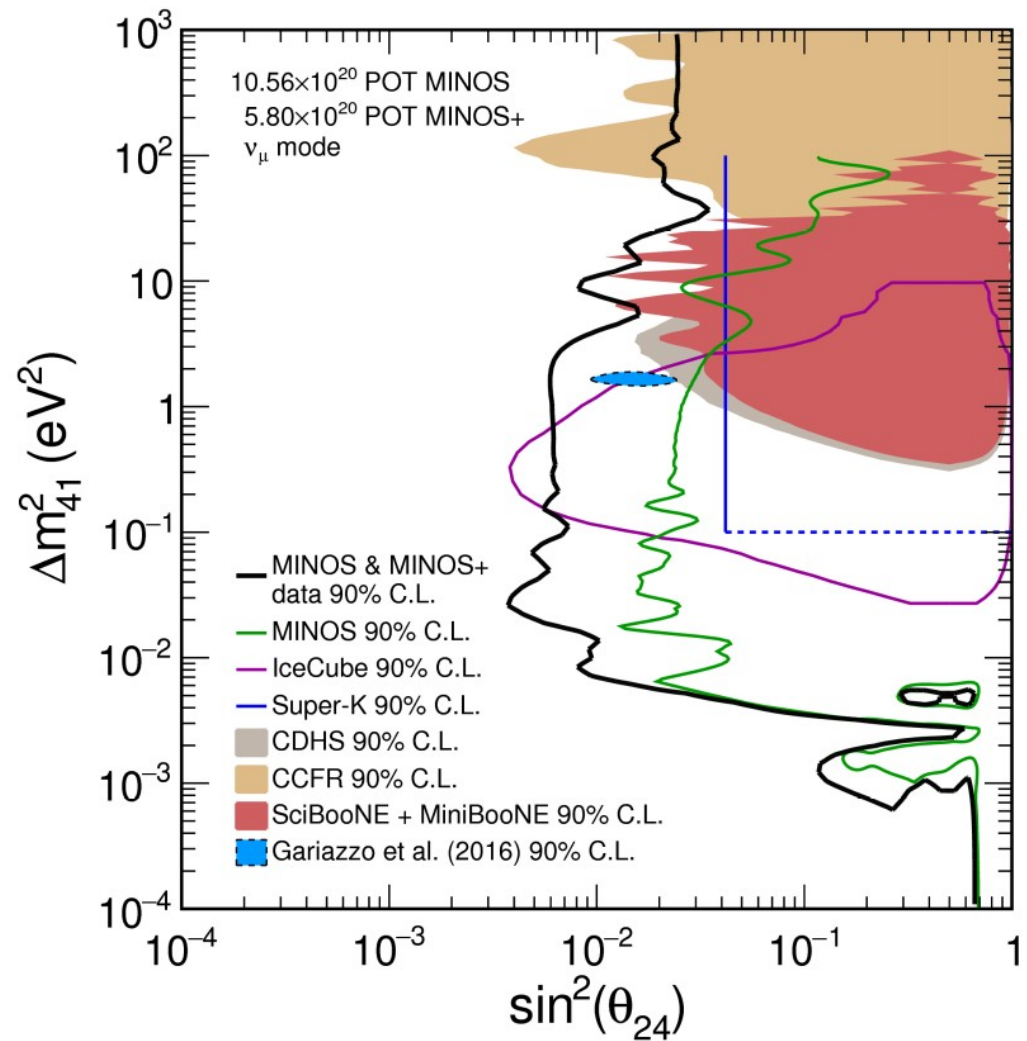 10.56×10²⁰ POT MINOS
5.80×10²⁰ POT MINOS+
νμ mode
10³
10²
10
1
10⁻¹
10⁻²
10⁻³
10⁻⁴
Δm²₄₁ (eV²)
MINOS & MINOS+
data 90% C.L.
MINOS 90% C.L.
IceCube 90% C.L.
Super-K 90% C.L.
CDHS 90% C.L.
CCFR 90% C.L.
SciBooNE + MiniBooNE 90% C.L.
Gariazzo et al. (2016) 90% C.L.
10⁻⁴ 10⁻³ 10⁻² 10⁻¹ 1
sin²(θ₂₄)